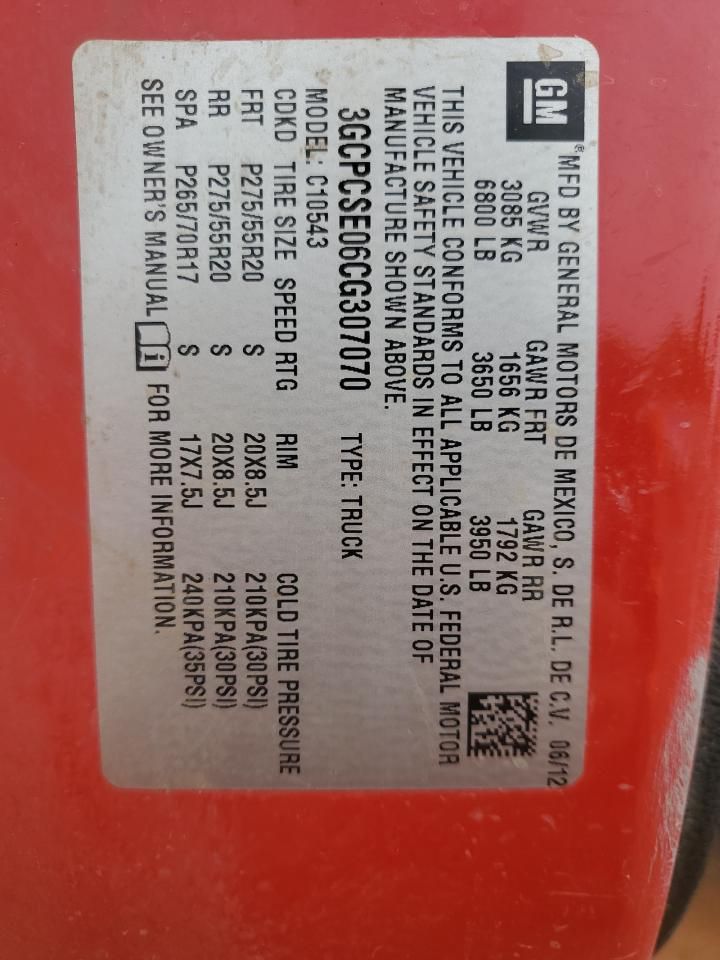 GM
®MFD BY GENERAL MOTORS DE MEXICO, S. DE R.L. DE C.V. 06/12
GVWR GAWR FRT GAWR RR
3085 KG 1656 KG 1792 KG
6800 LB 3650 LB 3950 LB
THIS VEHICLE CONFORMS TO ALL APPLICABLE U.S. FEDERAL MOTOR
VEHICLE SAFETY STANDARDS IN EFFECT ON THE DATE OF
MANUFACTURE SHOWN ABOVE.
3GCPCSE06CG307070 TYPE: TRUCK
MODEL: C10543
CDKD TIRE SIZE SPEED RTG RIM COLD TIRE PRESSURE
FRT P275/55R20 S 20X8.5J 210KPA(30PSI)
RR P275/55R20 S 20X8.5J 210KPA(30PSI)
SPA P265/70R17 S 17X7.5J 240KPA(35PSI)
SEE OWNER'S MANUAL i FOR MORE INFORMATION.